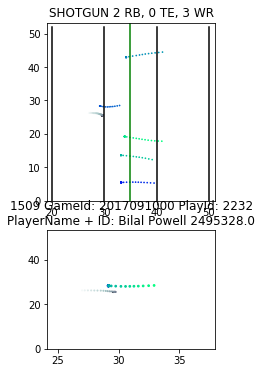 SHOTGUN 2 RB, 0 TE, 3 WR
50
40
30
20
10
0
20 30 40 50
1509 GameId: 2017091000 PlayId: 2232
PlayerName + ID: Bilal Powell 2495328.0
40
20
0
25 30 35